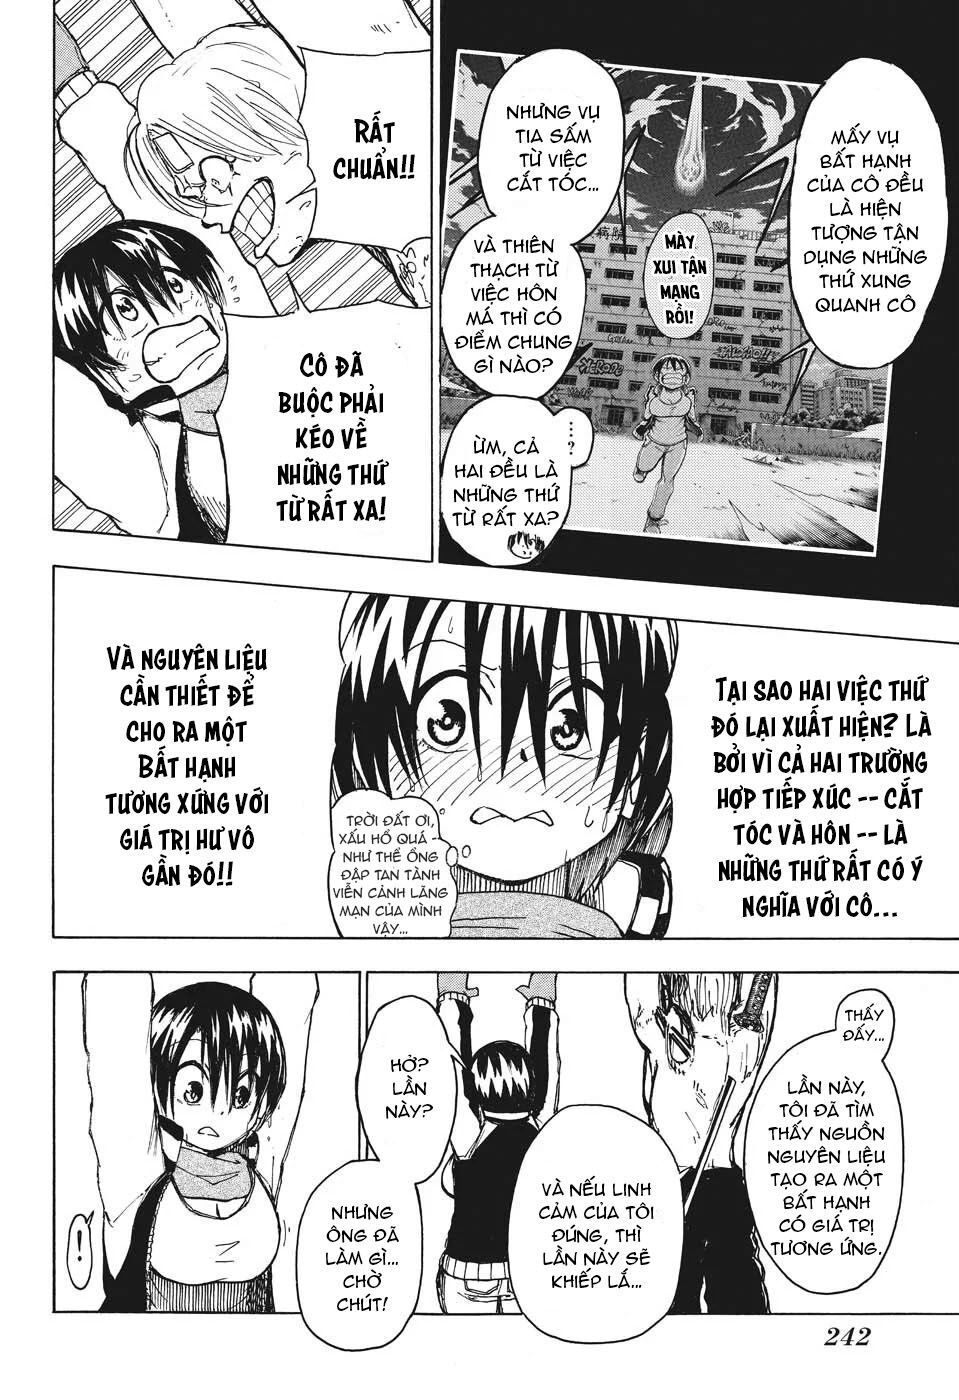 MẤY VỤ
BẤT HẠNH
CỦA CÔ ĐỀU
LÀ HIỆN
TƯỢNG TẬN
DỤNG NHỮNG
THỨ XUNG
QUANH CÔ
MÀY
XUI TẬN
MẠNG
RỒI!
NHƯNG VỤ
TIA SẤM
TỪ VIỆC
CẮT TÓC...
VÀ THIÊN
THẠCH TỪ
VIỆC HÔN
MÁ THÌ CÓ
ĐIỂM CHUNG
GÌ NÀO?
...?
ỪM, CẢ
HAI ĐỀU LÀ
NHỮNG THỨ
TỪ RẤT XA?
RẤT
CHUẨN!!
CÔ ĐÃ
BUỘC PHẢI
KÉO VỀ
NHỮNG THỨ
TỪ RẤT XA!
TẠI SAO HAI VIỆC THỨ
ĐÓ LẠI XUẤT HIỆN? LÀ
BỞI VÌ CẢ HAI TRƯỜNG
HỢP TIẾP XÚC -- CẮT
TÓC VÀ HÔN -- LÀ
NHỮNG THỨ RẤT CÓ Ý
NGHĨA VỚI CÔ...
TRỜI ĐẤT ƠI,
XẤU HỔ QUÁ --
NHƯ THỂ ỔNG
ĐẬP TAN TÀNH
VIỄN CẢNH LÃNG
MẠN CỦA MÌNH
VẬY...
VÀ NGUYÊN LIỆU
CẦN THIẾT ĐỂ
CHO RA MỘT
BẤT HẠNH
TƯƠNG XỨNG VỚI
GIÁ TRỊ HƯ VÔ
GẦN ĐÓ!!
THẤY
ĐẤY...
LẦN NÀY,
TÔI ĐÃ TÌM
THẤY NGUỒN
NGUYÊN LIỆU
TẠO RA MỘT
BẤT HẠNH
CÓ GIÁ TRỊ
TƯƠNG ỨNG.
VÀ NẾU LINH
CẢM CỦA TÔI
ĐÚNG, THÌ
LẦN NÀY SẼ
KHIẾP LẮ...
HỞ?
LẦN
NÀY?
NHƯNG
ÔNG ĐÃ
LÀM GÌ...
CHỜ
CHÚT!
!
242